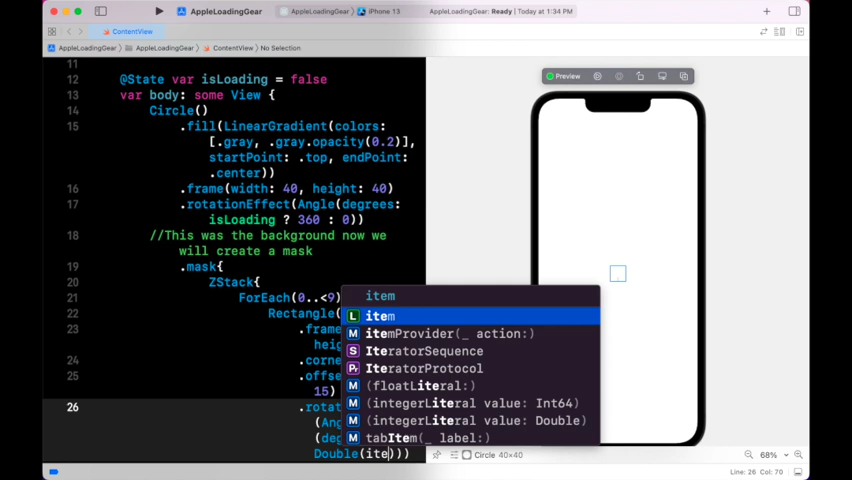 AppleLoadingGear
AppleLoadingGear
iPhone 13
AppleLoadingGear: Ready | Today at 1:34 PM
ContentView
AppleLoadingGear
AppleLoadingGear
ContentView
No Selection
11
12 @State var isLoading = false
13 var body: some View {
14 Circle()
15 .fill(LinearGradient(colors:
[.gray, .gray.opacity(0.2)],
startPoint: .top, endPoint:
.center))
16 .frame(width: 40, height: 40)
17 .rotationEffect(Angle(degrees:
isLoading ? 360 : 0))
18 //This was the background now we
will create a mask
19 .mask{
20 ZStack{
21 ForEach(0..<9)
22 Rectangle(
23 .frame
hei
24 .corne
25 .offse
15)
26 .rotat
(Ang
(deg
Double(ite)))
item
L item
M itemProvider(_ action:)
S IteratorSequence
Pr IteratorProtocol
M (floatLiteral:)
M (integerLiteral value: Int64)
M (integerLiteral value: Double)
M tabItem(_ label:)
Preview
Circle 40×40
68%
Line: 26 Col: 70